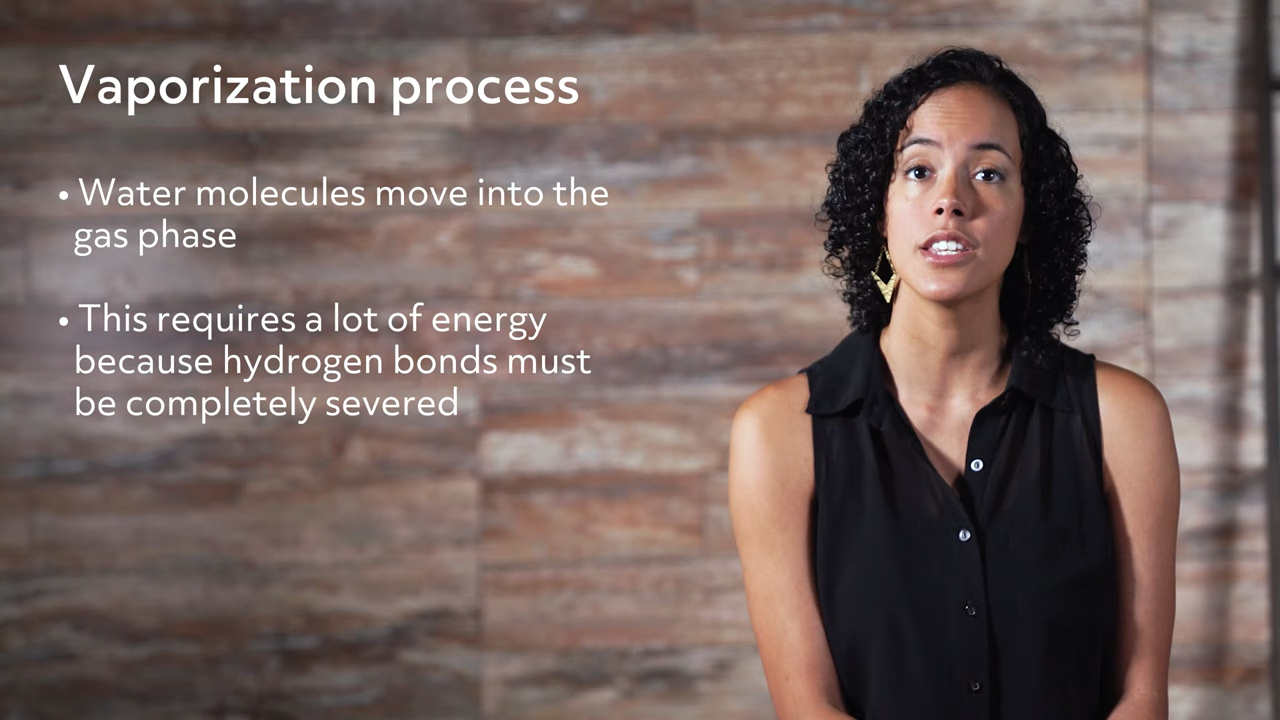 Vaporization process
• Water molecules move into the
gas phase
• This requires a lot of energy
because hydrogen bonds must
be completely severed